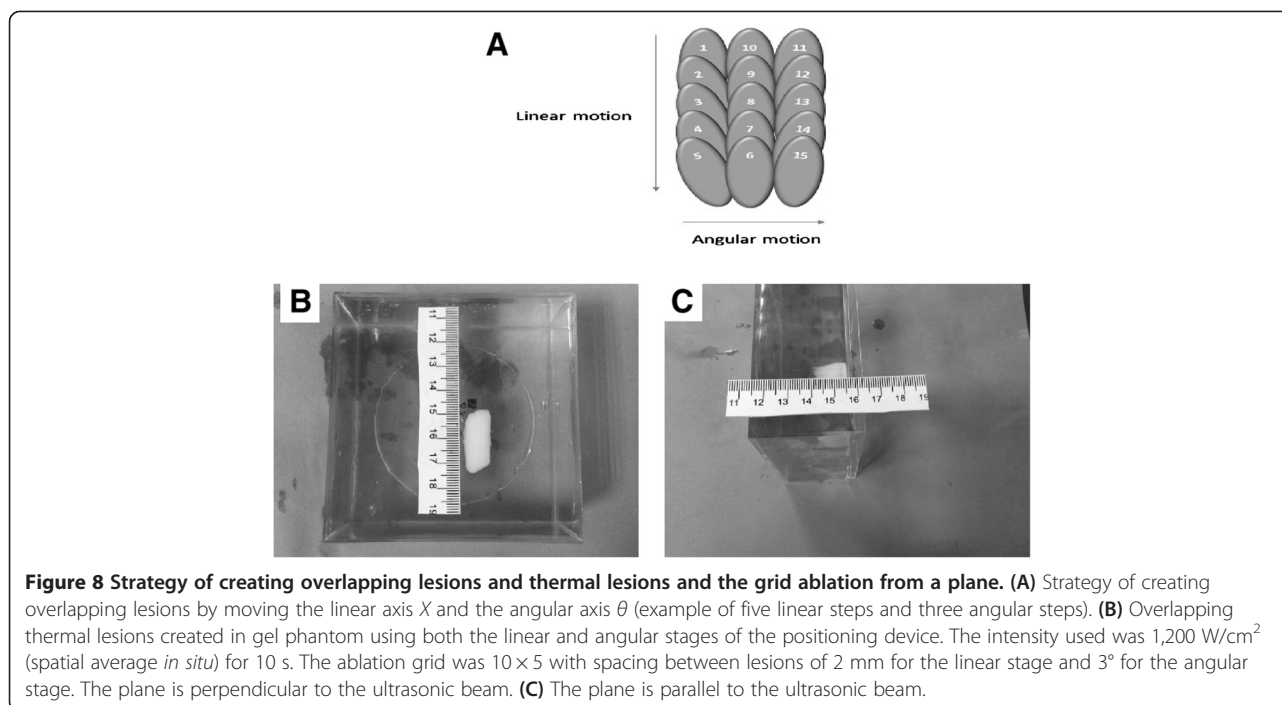 A
Linear motion
1 10 11
2 9 12
3 8 13
4 7 14
5 6 15
Angular motion
B
11
12
13
14
15
16
17
18
19
C
11 12 13 14 15 16 17 18 19
Figure 8 Strategy of creating overlapping lesions and thermal lesions and the grid ablation from a plane. (A) Strategy of creating
overlapping lesions by moving the linear axis X and the angular axis θ (example of five linear steps and three angular steps). (B) Overlapping
thermal lesions created in gel phantom using both the linear and angular stages of the positioning device. The intensity used was 1,200 W/cm²
(spatial average in situ) for 10 s. The ablation grid was 10 × 5 with spacing between lesions of 2 mm for the linear stage and 3° for the angular
stage. The plane is perpendicular to the ultrasonic beam. (C) The plane is parallel to the ultrasonic beam.